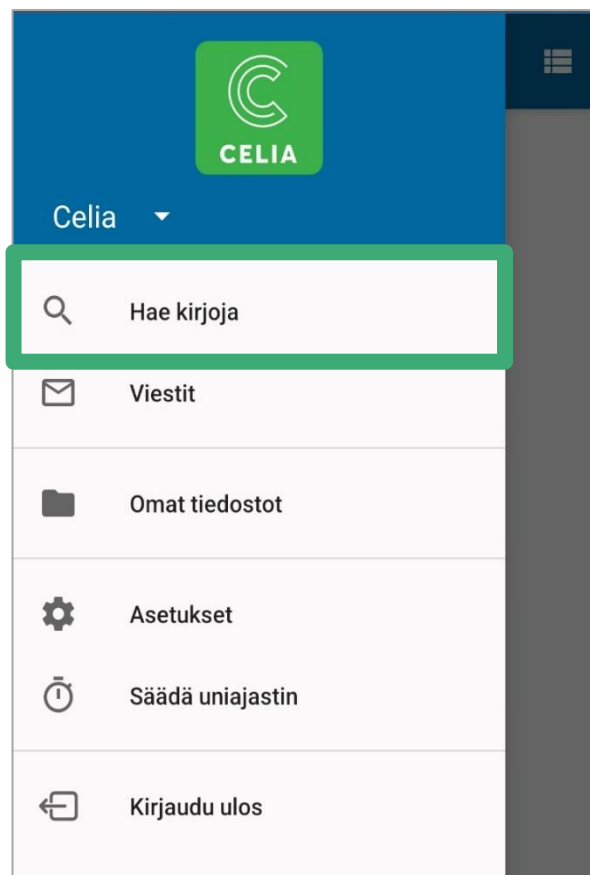 CELIA
Celia
Hae kirjoja
Viestit
Omat tiedostot
Asetukset
Säädä uniajastin
Kirjaudu ulos